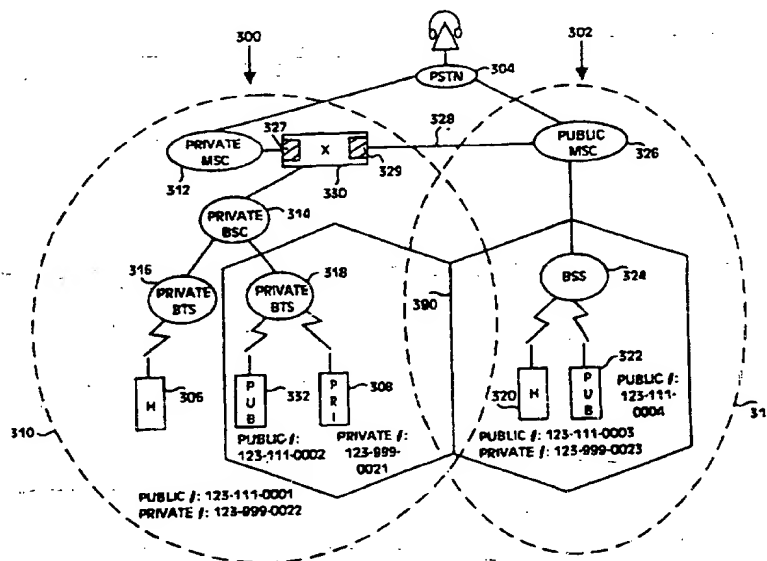 300
302
PSTN
304
327
328
PRIVATE
MSC
X
PUBLIC
MSC
326
312
329
330
PRIVATE
BSC
314
316
PRIVATE
BTS
318
PRIVATE
BTS
390
BSS
324
H
306
P
U
B
332
P
R
I
308
320
H
P
U
B
322
PUBLIC #:
123-111-
0004
310
31
PUBLIC #:
123-111-0002
PRIVATE #:
123-999-
0021
PUBLIC #: 123-111-0003
PRIVATE #: 123-999-0023
PUBLIC #: 123-111-0001
PRIVATE #: 123-999-0022